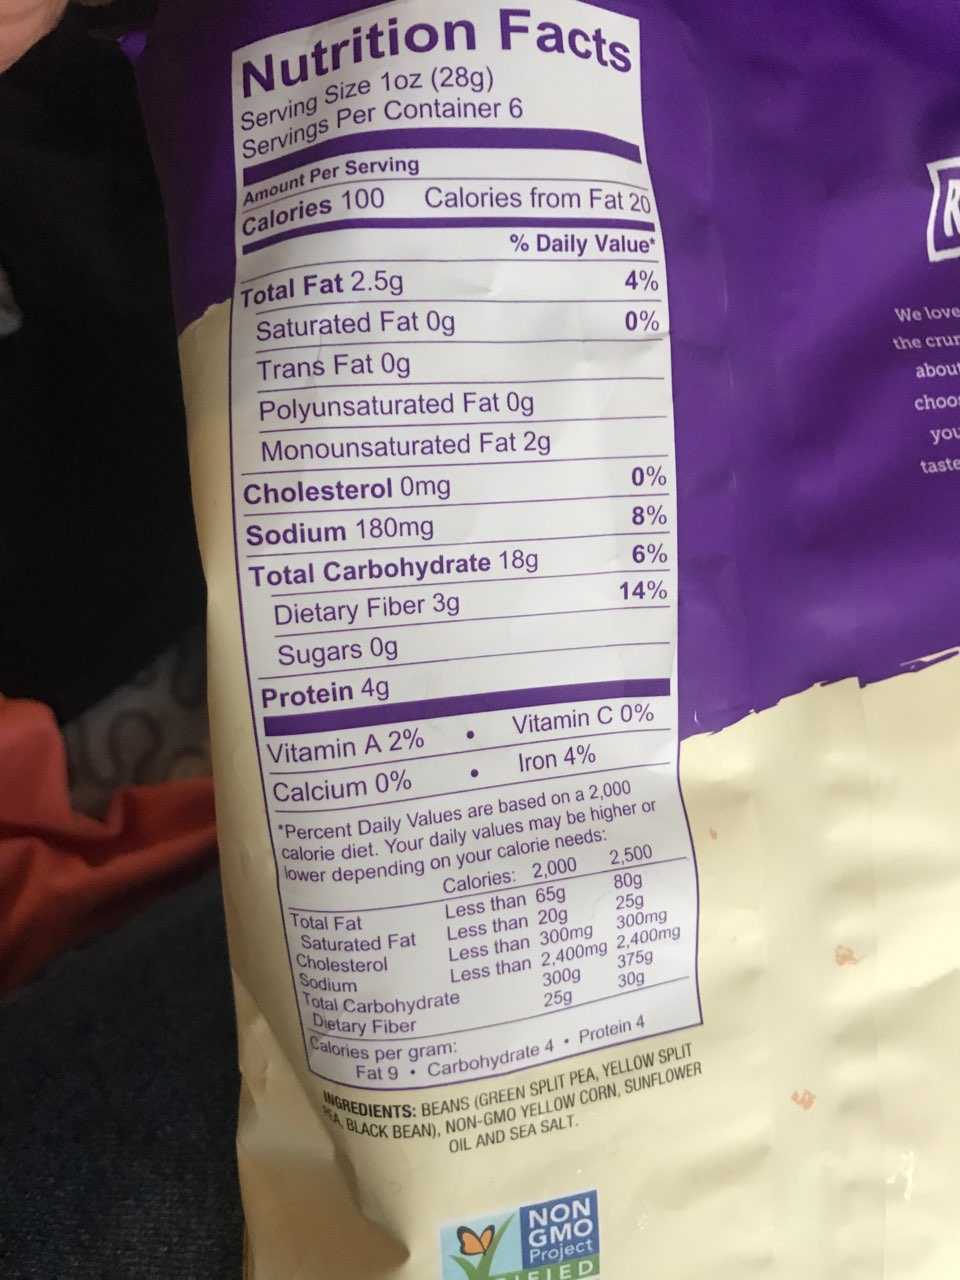 Nutrition Facts
Serving Size 1oz (28g)
Servings Per Container 6
Amount Per Serving
Calories 100 Calories from Fat 20
% Daily Value*
Total Fat 2.5g 4%
Saturated Fat 0g 0%
Trans Fat 0g
Polyunsaturated Fat 0g
Monounsaturated Fat 2g
Cholesterol 0mg 0%
Sodium 180mg 8%
Total Carbohydrate 18g 6%
Dietary Fiber 3g 14%
Sugars 0g
Protein 4g
Vitamin A 2% • Vitamin C 0%
Calcium 0% • Iron 4%
*Percent Daily Values are based on a 2,000
calorie diet. Your daily values may be higher or
lower depending on your calorie needs:
Calories: 2,000 2,500
Total Fat Less than 65g 80g
Saturated Fat Less than 20g 25g
Cholesterol Less than 300mg 300mg
Sodium Less than 2,400mg 2,400mg
Total Carbohydrate 300g 375g
Dietary Fiber 25g 30g
Calories per gram:
Fat 9 • Carbohydrate 4 • Protein 4
INGREDIENTS: BEANS (GREEN SPLIT PEA, YELLOW SPLIT
PEA, BLACK BEAN), NON-GMO YELLOW CORN, SUNFLOWER
OIL AND SEA SALT.
NON
GMO
Project
We love
the
you
taste